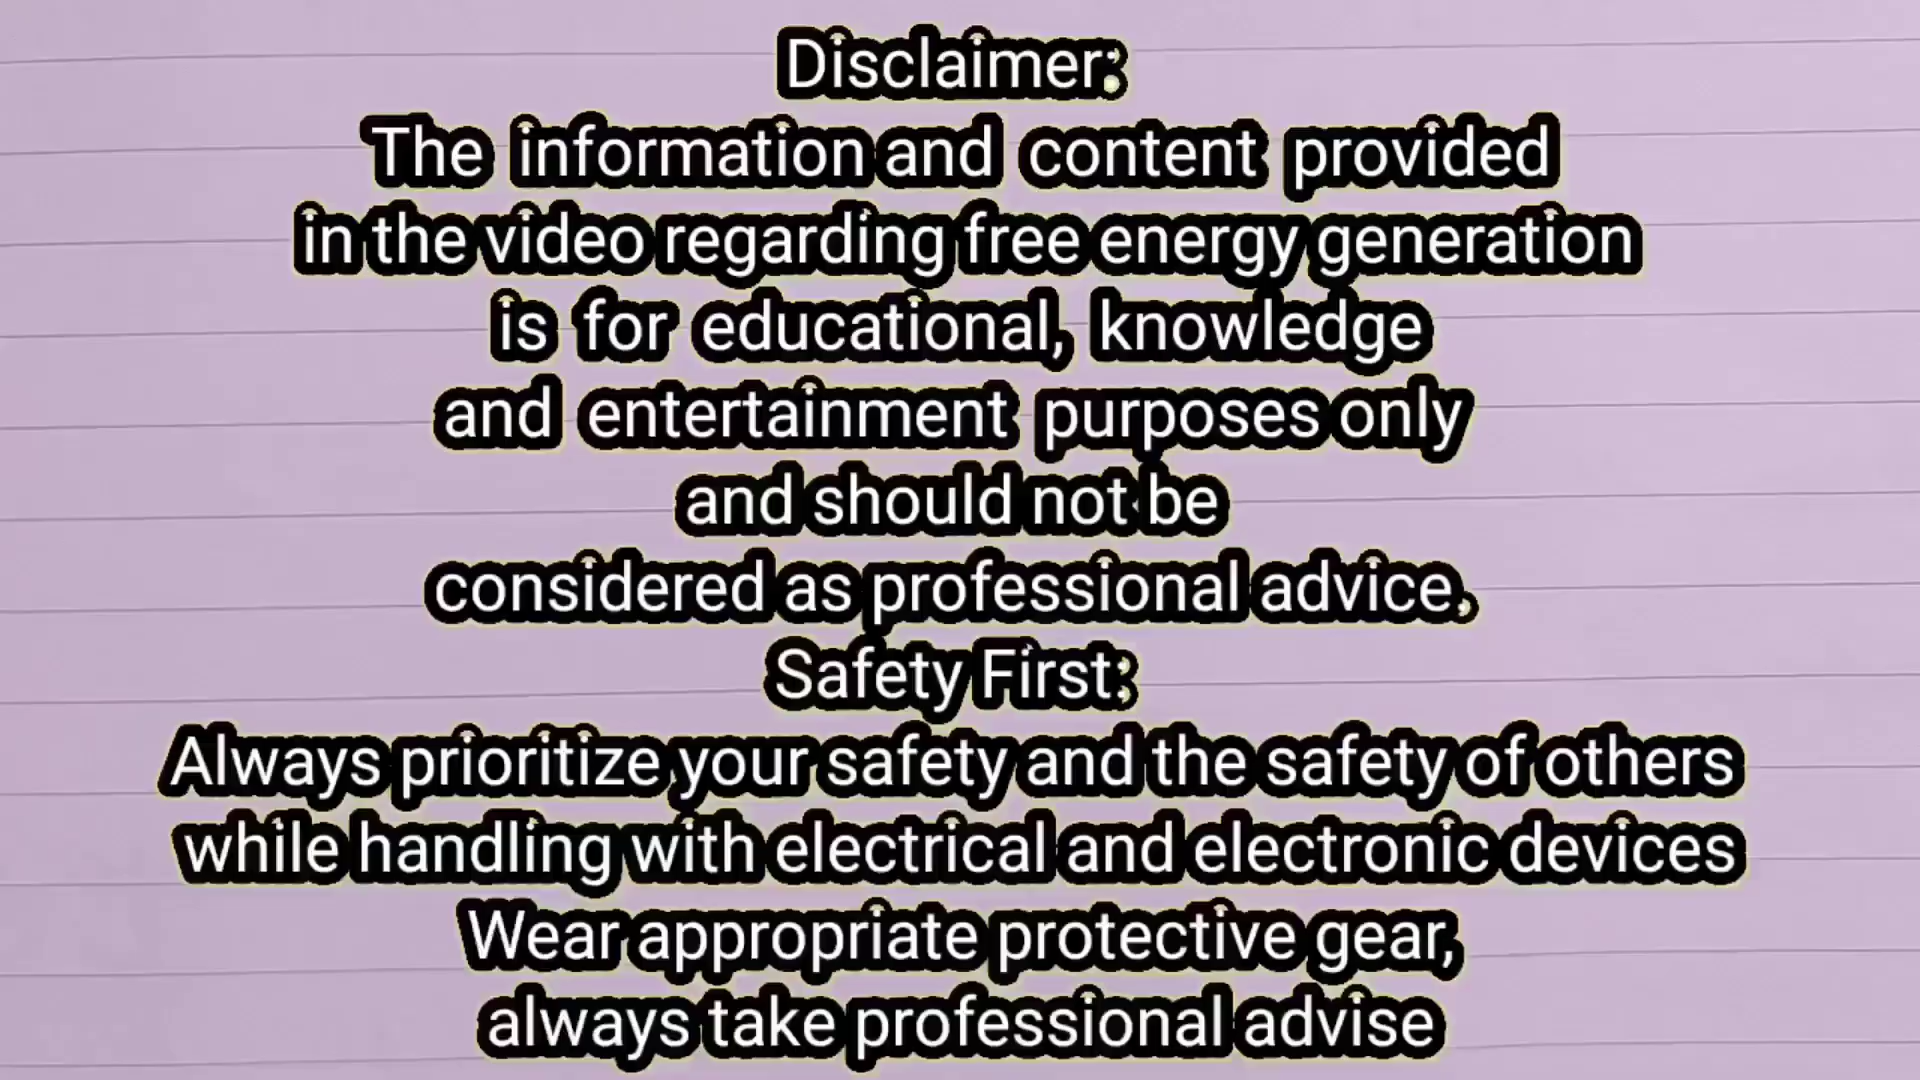 Disclaimer:
The information and content provided
in the video regarding free energy generation
is for educational, knowledge
and entertainment purposes only
and should not be
considered as professional advice.
Safety First:
Always prioritize your safety and the safety of others
while handling with electrical and electronic devices
Wear appropriate protective gear,
always take professional advise